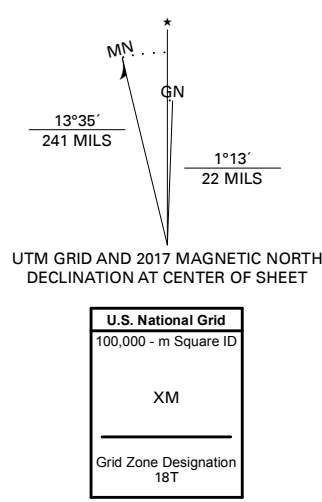 ★
MN
GN
13°35´
241 MILS
1°13´
22 MILS
UTM GRID AND 2017 MAGNETIC NORTH
DECLINATION AT CENTER OF SHEET
U.S. National Grid
100,000 - m Square ID
XM
Grid Zone Designation
18T